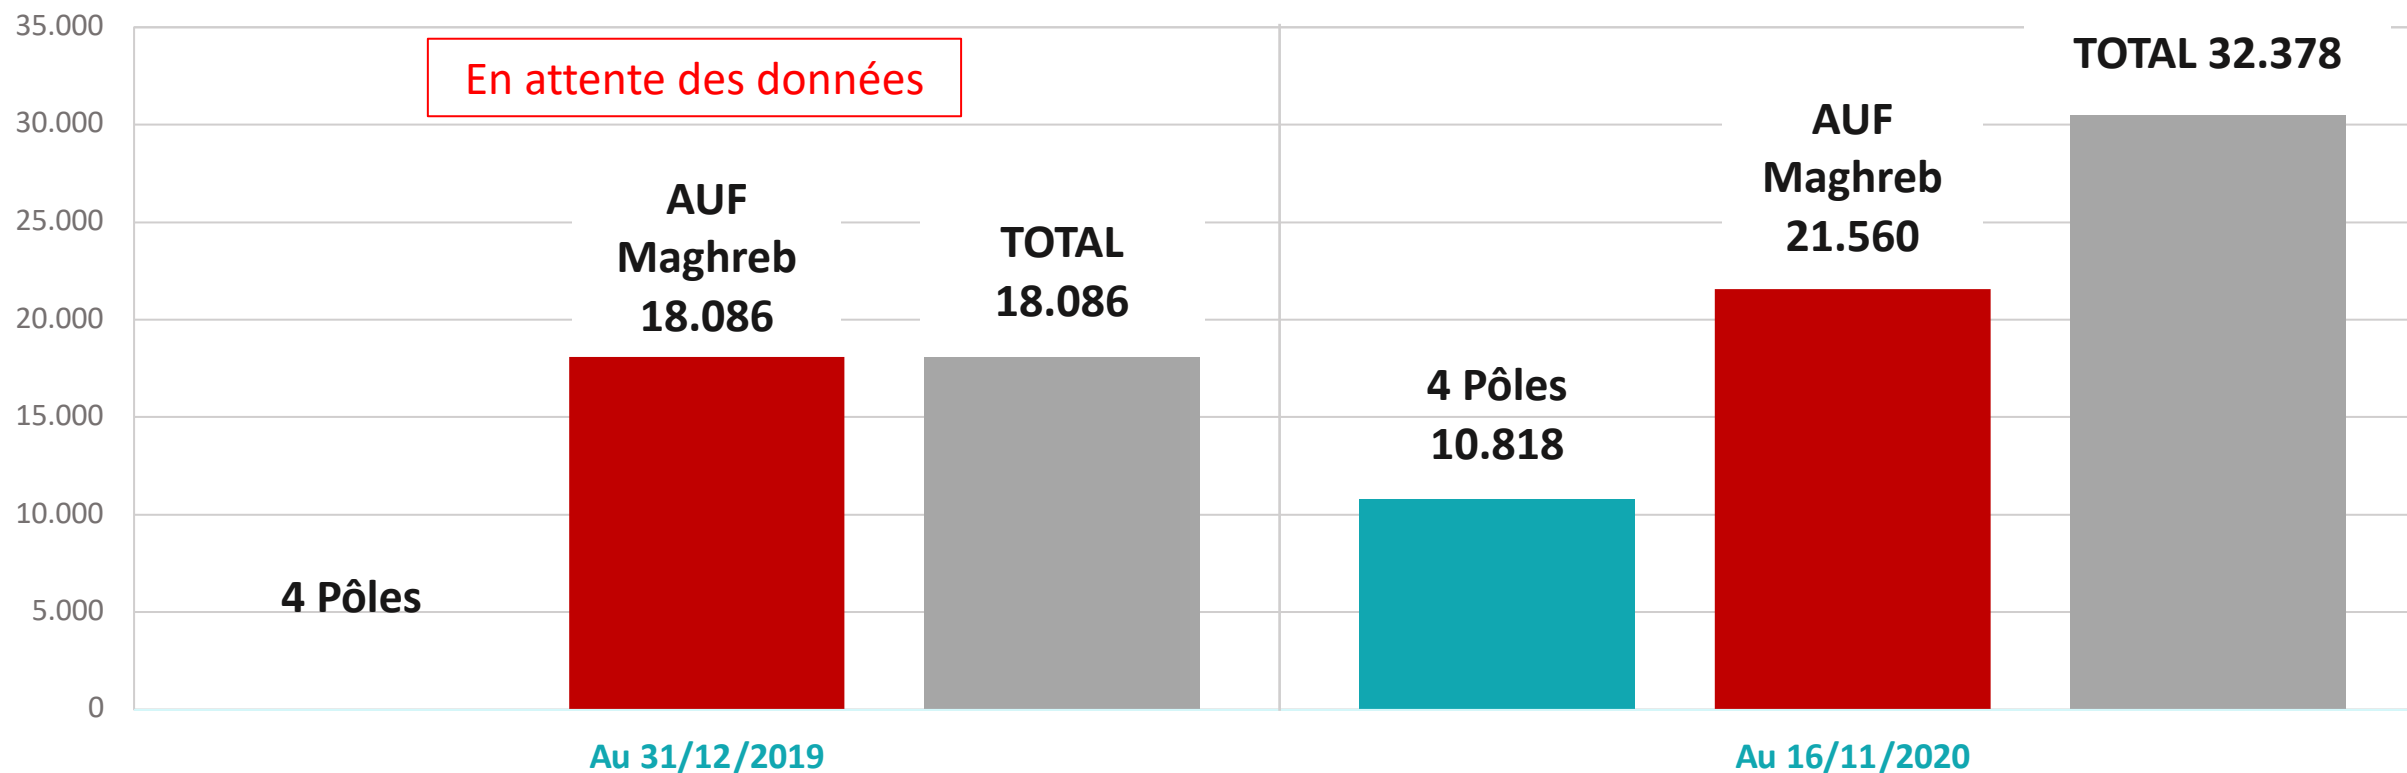 35.000
30.000
25.000
20.000
15.000
10.000
5.000
0
En attente des données
4 Pôles
AUF
Maghreb
18.086
TOTAL
18.086
4 Pôles
10.818
AUF
Maghreb
21.560
TOTAL 32.378
Au 31/12/2019
Au 16/11/2020